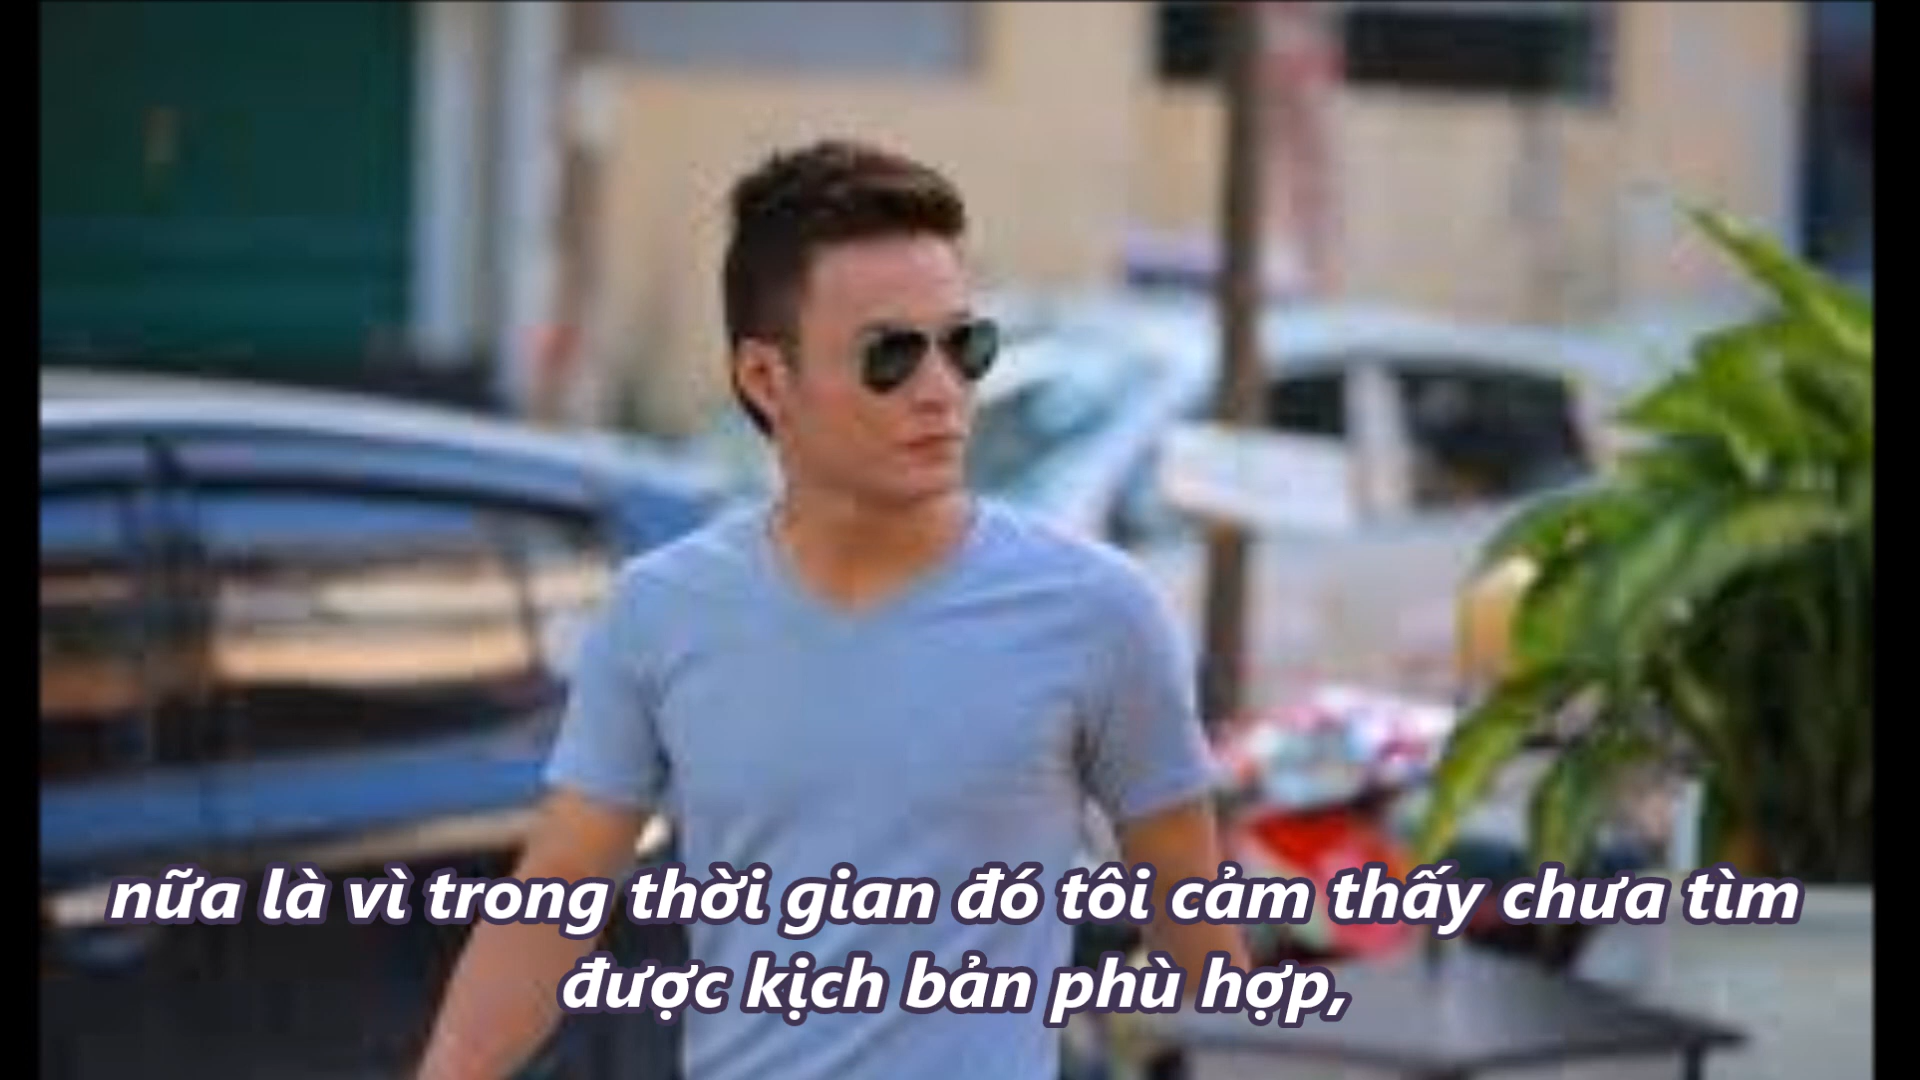 nữa là vì trong thời gian đó tôi cảm thấy chưa tìm
được kịch bản phù hợp,